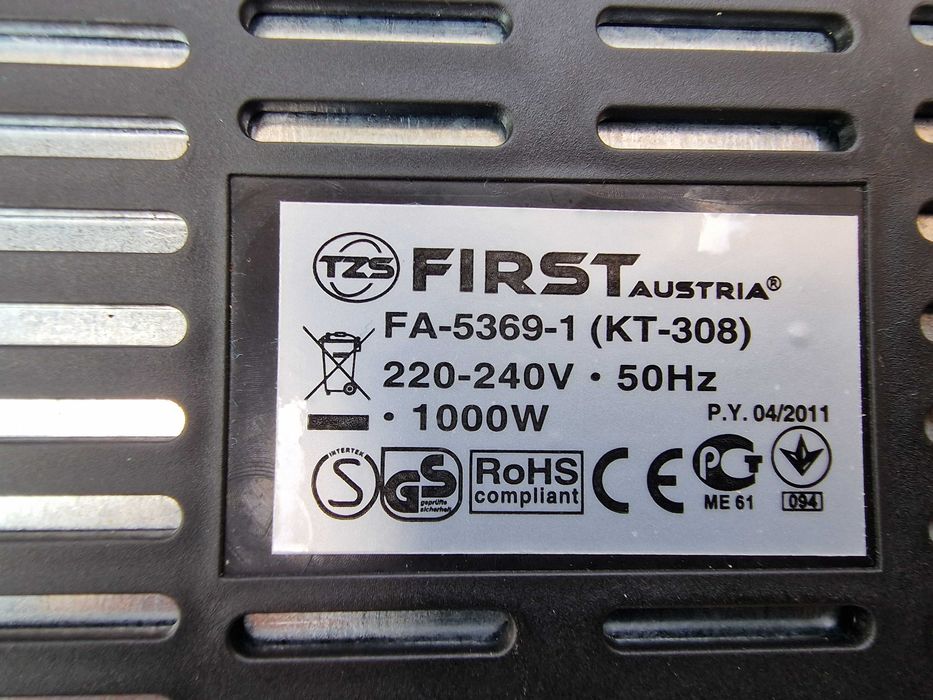 TZS FIRST AUSTRIA®
FA-5369-1 (KT-308)
220-240V · 50Hz
· 1000W
P.Y. 04/2011
INTERTEK
S
GS
geprüfte
sicherheit
RoHS
compliant
CE
РСТ
ME 61
094